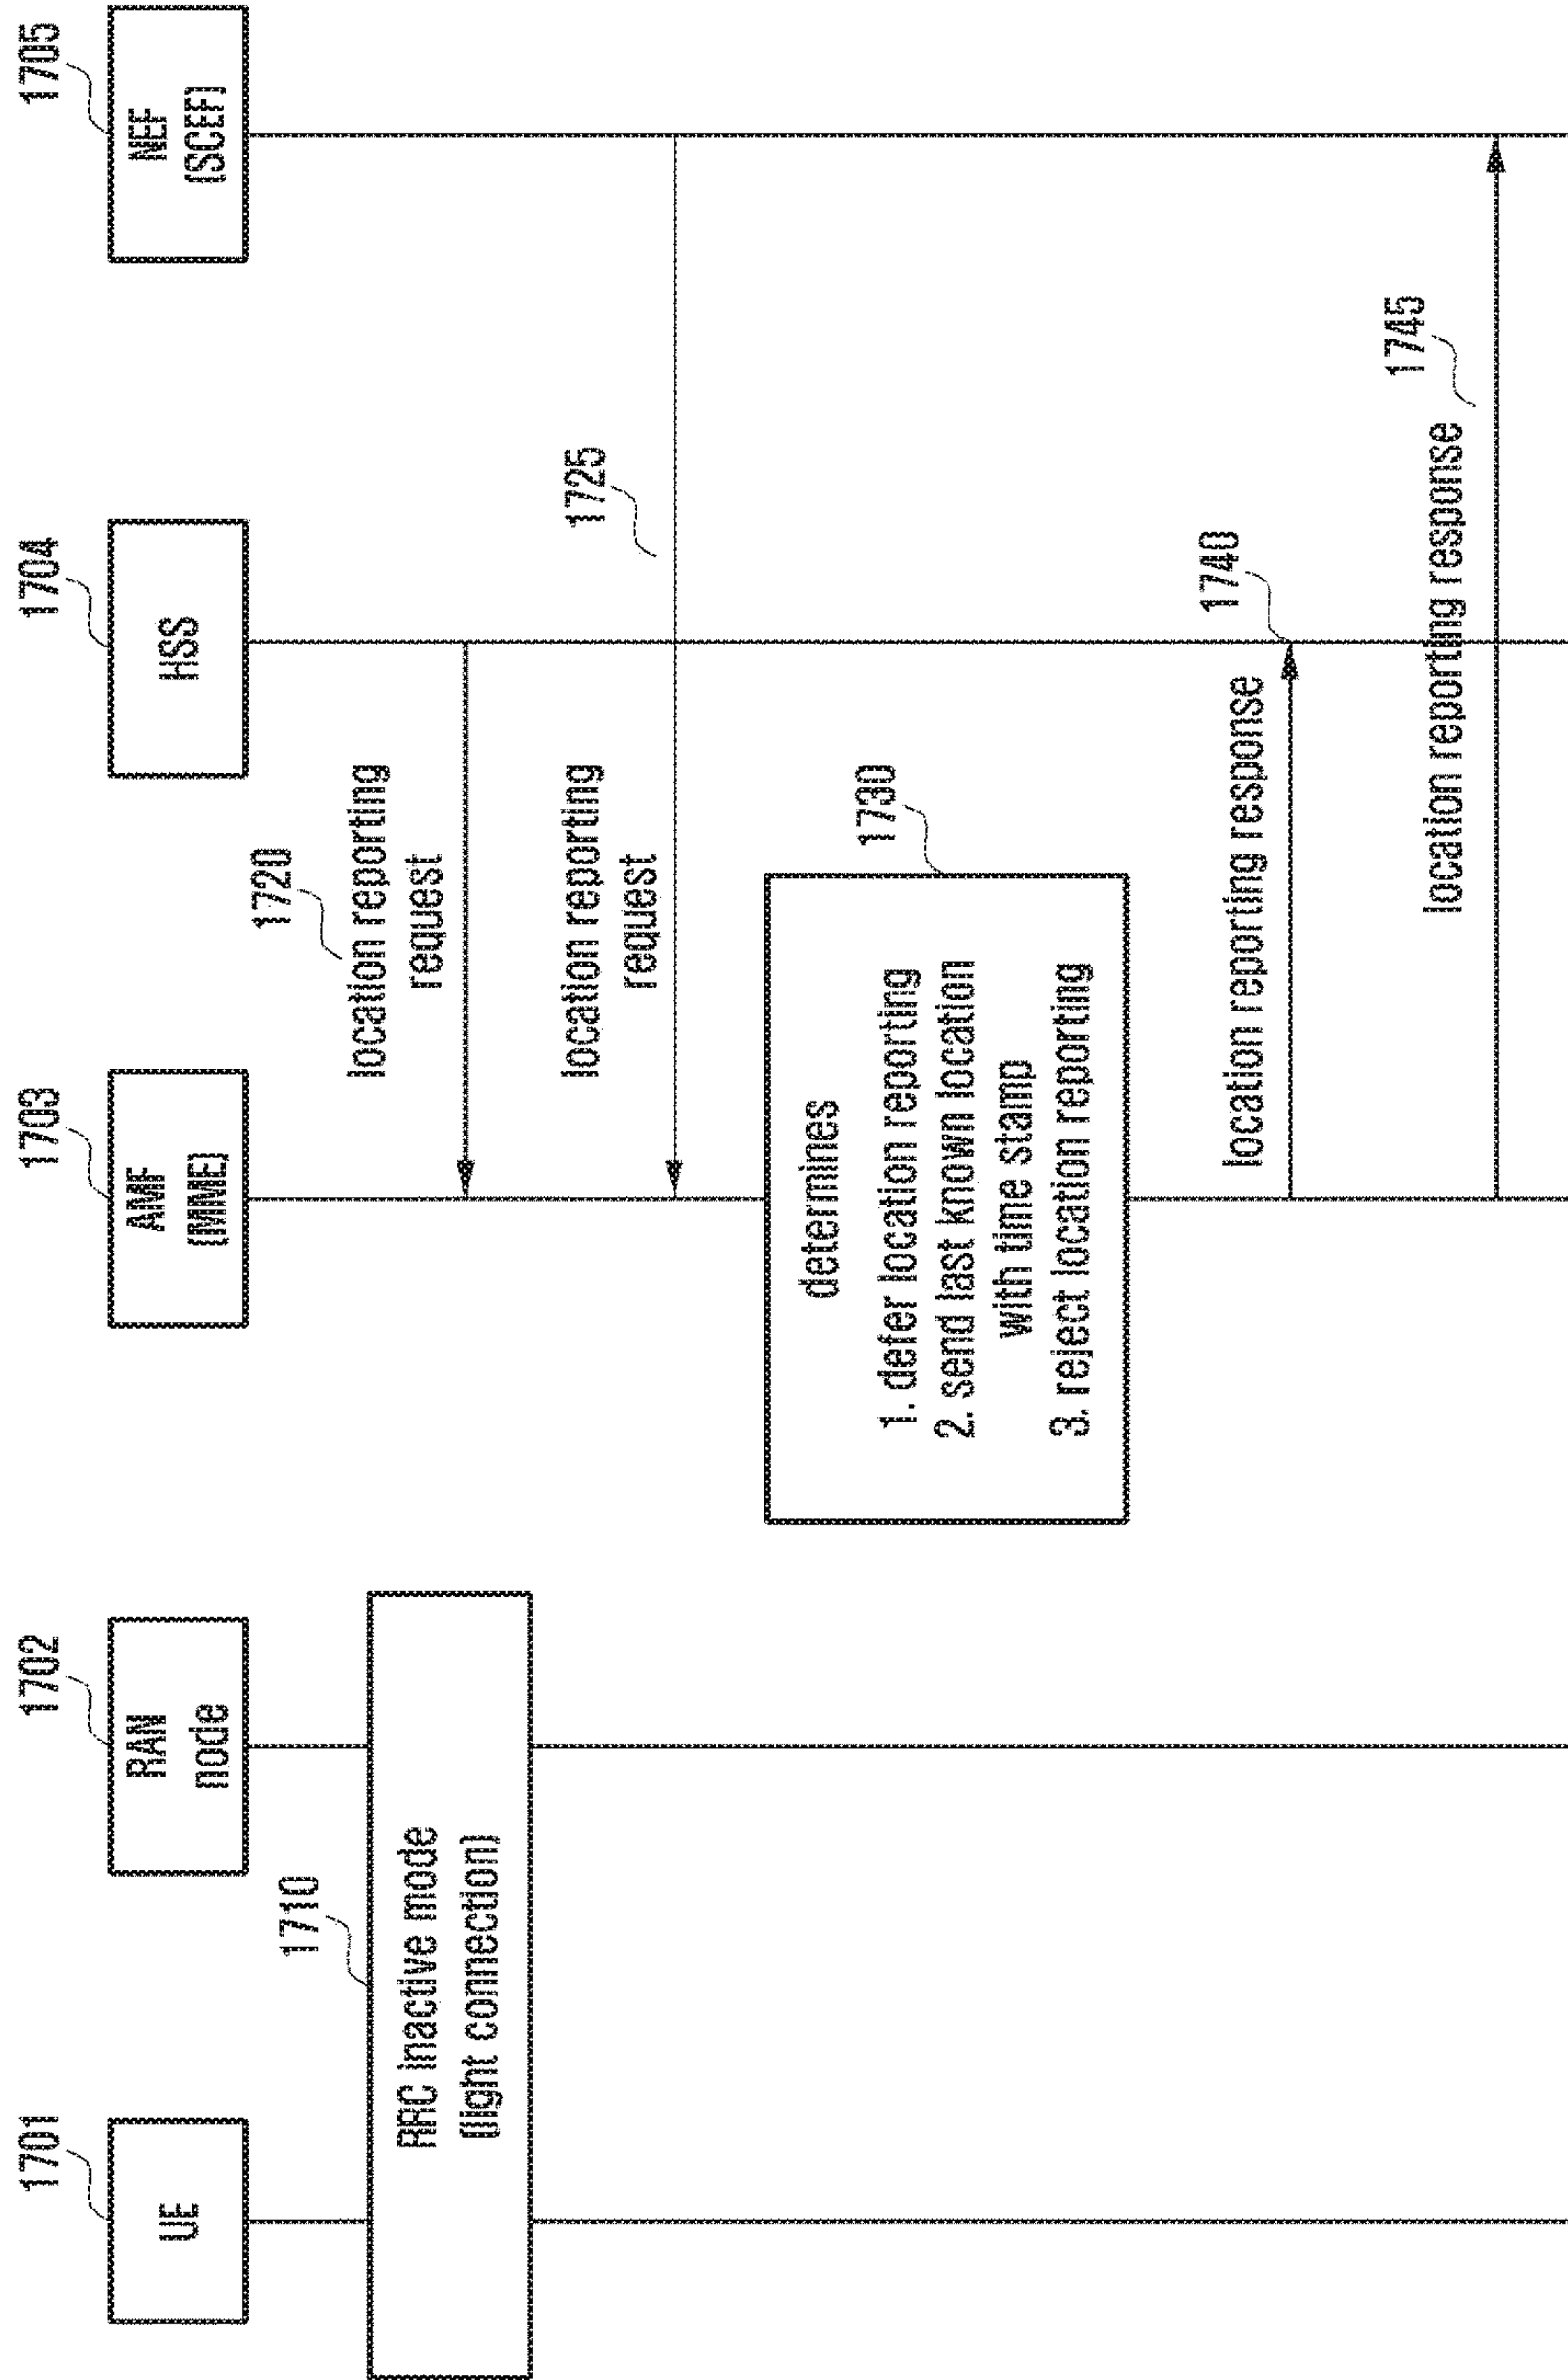 1701
UE
1702
RAN
node
1703
AMF
(MME)
1704
HSS
1705
NEF
(SCEF)
1710
RRC inactive mode
(light connection)
1720
location reporting
request
1725
location reporting
request
1730
determines
1. defer location reporting
2. send last known location
with time stamp
3. reject location reporting
1740
location reporting response
1745
location reporting response